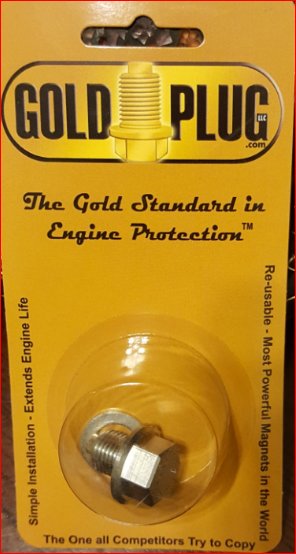 GOLD PLUG LLC
.com
The Gold Standard in
Engine Protection™
Simple Installation - Extends Engine Life
Re-usable - Most Powerful Magnets in the World
The One all Competitors Try to Copy